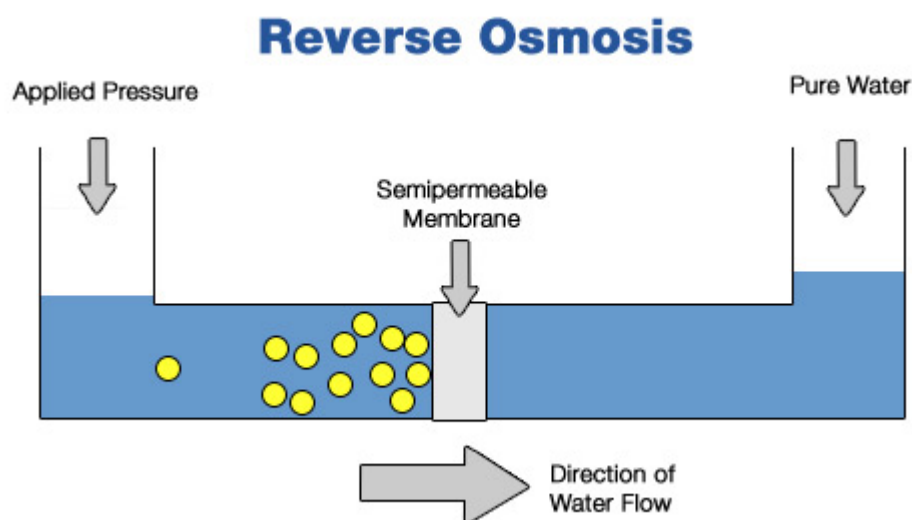 Reverse Osmosis
Applied Pressure
Pure Water
Semipermeable
Membrane
Direction of
Water Flow